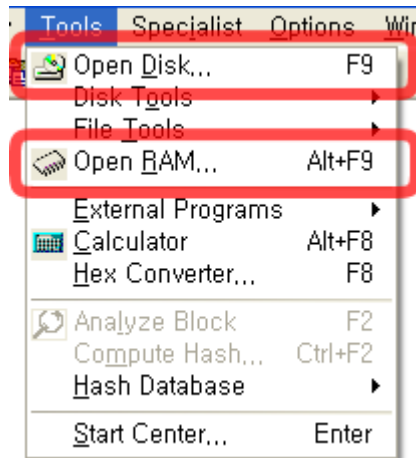 Tools Specialist Options Win
Open Disk... F9
Disk Tools
File Tools
Open RAM... Alt+F9
External Programs
Calculator Alt+F8
Hex Converter... F8
Analyze Block F2
Compute Hash... Ctrl+F2
Hash Database
Start Center... Enter